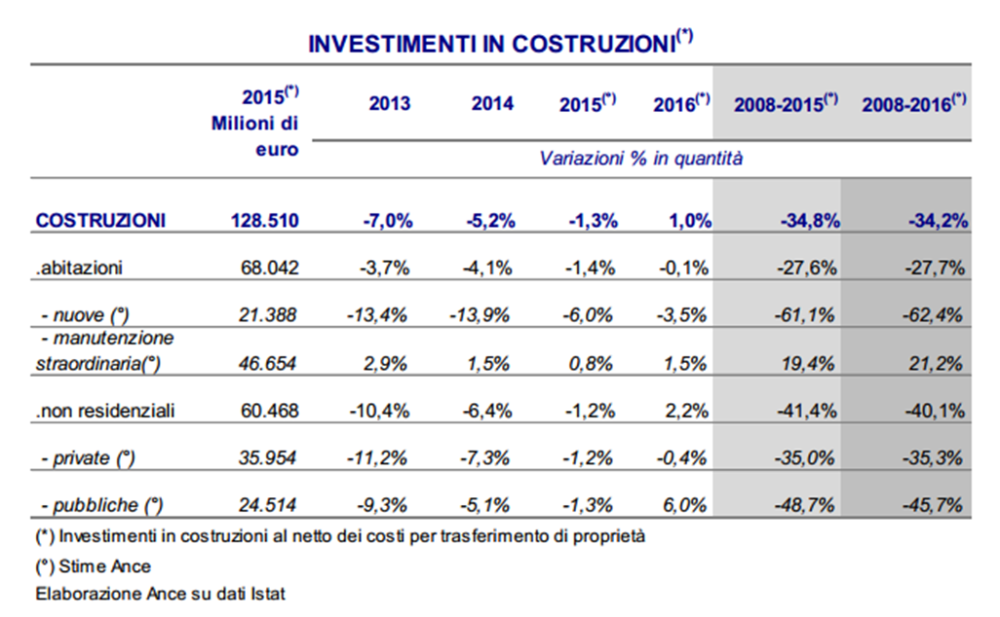 INVESTIMENTI IN COSTRUZIONI(*)
2015(*) Milioni di euro 2013 2014 2015(*) 2016(*) 2008-2015(*) 2008-2016(*)
Variazioni % in quantità
COSTRUZIONI 128.510 -7,0% -5,2% -1,3% 1,0% -34,8% -34,2%
.abitazioni 68.042 -3,7% -4,1% -1,4% -0,1% -27,6% -27,7%
- nuove (°) 21.388 -13,4% -13,9% -6,0% -3,5% -61,1% -62,4%
- manutenzione
straordinaria(°) 46.654 2,9% 1,5% 0,8% 1,5% 19,4% 21,2%
.non residenziali 60.468 -10,4% -6,4% -1,2% 2,2% -41,4% -40,1%
- private (°) 35.954 -11,2% -7,3% -1,2% -0,4% -35,0% -35,3%
- pubbliche (°) 24.514 -9,3% -5,1% -1,3% 6,0% -48,7% -45,7%
(*) Investimenti in costruzioni al netto dei costi per trasferimento di proprietà
(°) Stime Ance
Elaborazione Ance su dati Istat